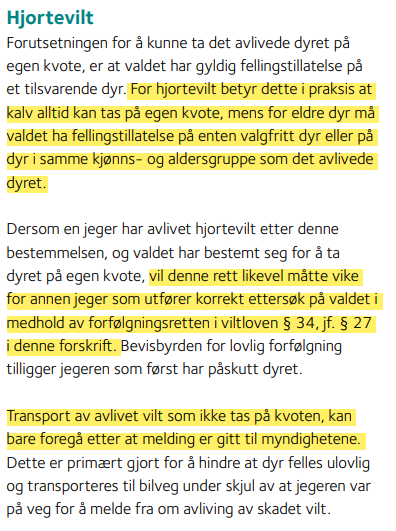 Hjortevilt
Forutsetningen for å kunne ta det avlivede dyret på
egen kvote, er at valdet har gyldig fellingstillatelse på
et tilsvarende dyr. For hjortevilt betyr dette i praksis at
kalv alltid kan tas på egen kvote, mens for eldre dyr må
valdet ha fellingstillatelse på enten valgfritt dyr eller på
dyr i samme kjønns- og aldersgruppe som det avlivede
dyret.
Dersom en jeger har avlivet hjortevilt etter denne
bestemmelsen, og valdet har bestemt seg for å ta
dyret på egen kvote, vil denne rett likevel måtte vike
for annen jeger som utfører korrekt ettersøk på valdet i
medhold av forfølgningsretten i viltloven § 34, jf. § 27
i denne forskrift. Bevisbyrden for lovlig forfølgning
tilligger jegeren som først har påskutt dyret.
Transport av avlivet vilt som ikke tas på kvoten, kan
bare foregå etter at melding er gitt til myndighetene.
Dette er primært gjort for å hindre at dyr felles ulovlig
og transporteres til bilveg under skjul av at jegeren var
på veg for å melde fra om avliving av skadet vilt.